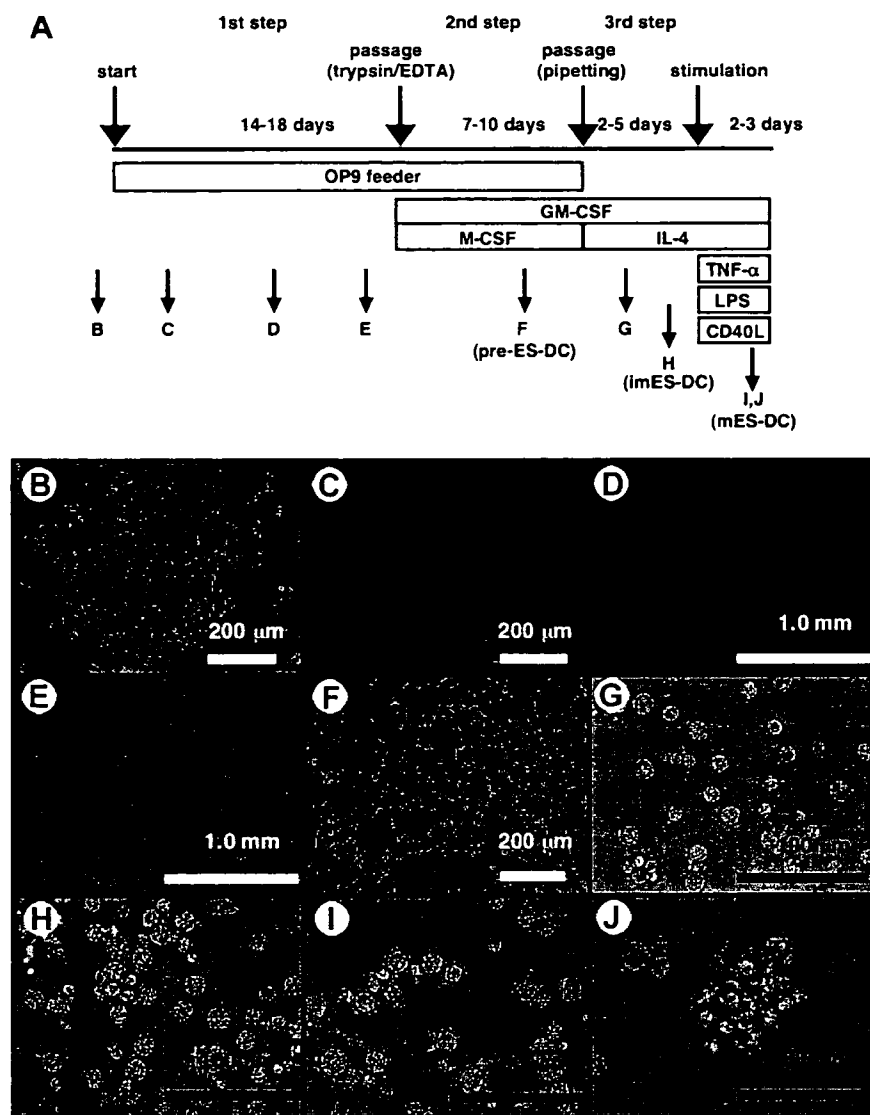 A
1st step 2nd step 3rd step
start
passage
(trypsin/EDTA)
passage
(pipetting)
stimulation
14-18 days 7-10 days 2-5 days 2-3 days
OP9 feeder
GM-CSF
M-CSF IL-4
TNF-α
LPS
CD40L
B C D E F G
(pre-ES-DC)
H
(imES-DC)
I,J
(mES-DC)
B C D
200 μm 200 μm 1.0 mm
E F G
1.0 mm 200 μm
H I J